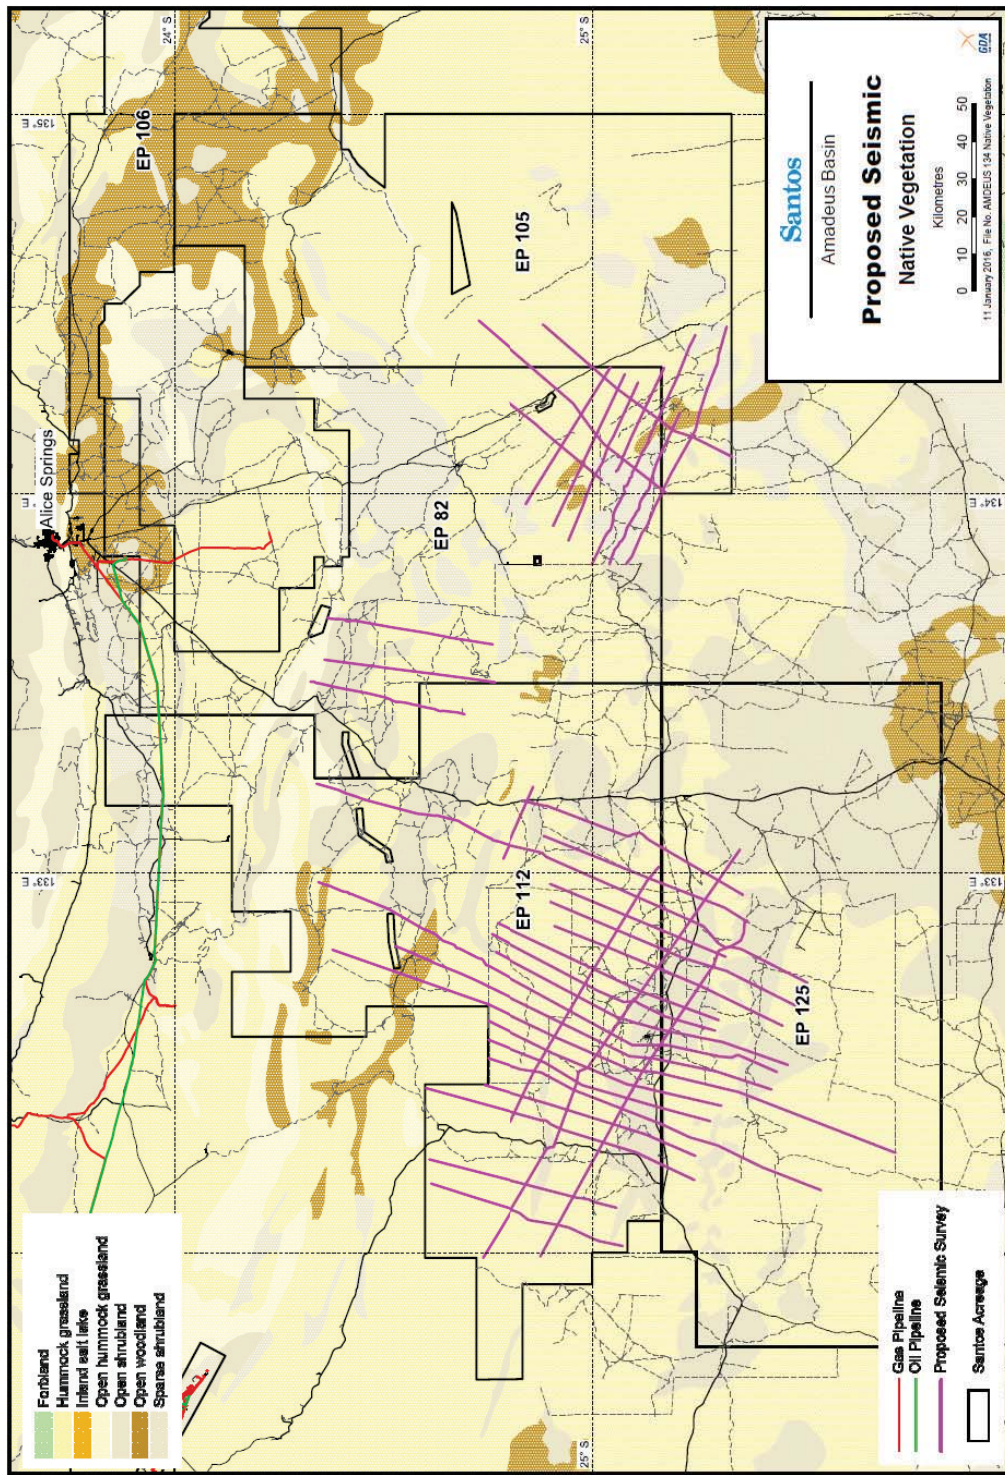 Forbland
Hummock grassland
Inland salt lake
Open hummock grassland
Open shrubland
Open woodland
Sparse shrubland
Gas Pipeline
Oil Pipeline
Proposed Seismic Survey
Santos Acreage
Alice Springs
EP 106
EP 105
EP 82
EP 112
EP 125
24° S
25° S
25° S
135° E
E
133° E
134° E
133° E
Santos
Amadeus Basin
Proposed Seismic
Native Vegetation
Kilometres
0 10 20 30 40 50
11 January 2016, File No. AMDEUS 134 Native Vegetation
GDA